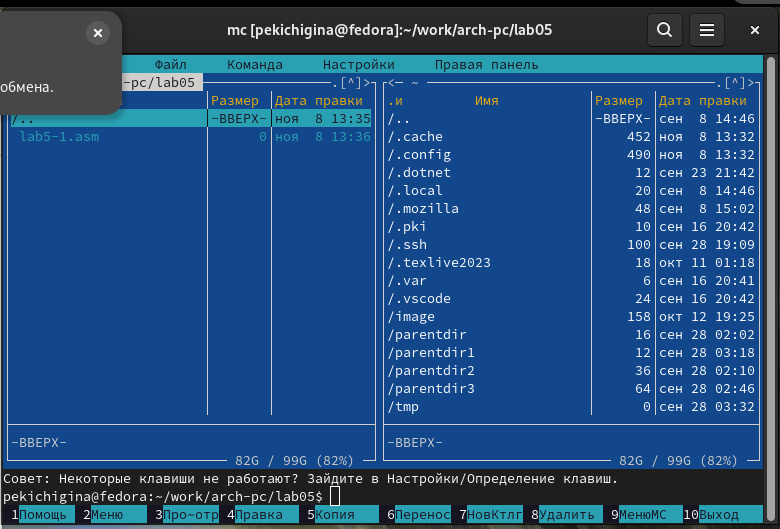 mc [pekichigina@fedora]:~/work/arch-pc/lab05
обмена.
Файл Команда Настройки Правая панель
-pc/lab05 .[^]> <─ ~ .[^]>
Размер Дата правки .и Имя Размер Дата правки
/.. -ВВЕРХ- ноя 8 13:35 /.. -ВВЕРХ- сен 8 14:46
lab5-1.asm 0 ноя 8 13:36 /.cache 452 ноя 8 13:32
/.config 490 ноя 8 13:32
/.dotnet 12 сен 23 21:42
/.local 20 сен 8 14:46
/.mozilla 48 сен 8 15:02
/.pki 10 сен 16 20:42
/.ssh 100 сен 28 19:09
/.texlive2023 18 окт 11 01:18
/.var 6 сен 16 20:41
/.vscode 24 сен 16 20:42
/image 158 окт 12 19:25
/parentdir 16 сен 28 02:02
/parentdir1 12 сен 28 03:18
/parentdir2 36 сен 28 02:10
/parentdir3 64 сен 28 02:46
/tmp 0 сен 28 03:32
-ВВЕРХ- -ВВЕРХ-
82G / 99G (82%) 82G / 99G (82%)
Совет: Некоторые клавиши не работают? Зайдите в Настройки/Определение клавиш.
pekichigina@fedora:~/work/arch-pc/lab05$
1Помощь 2Меню 3Про~отр 4Правка 5Копия 6Перенос 7НовКтлг 8Удалить 9МенюМС 10Выход